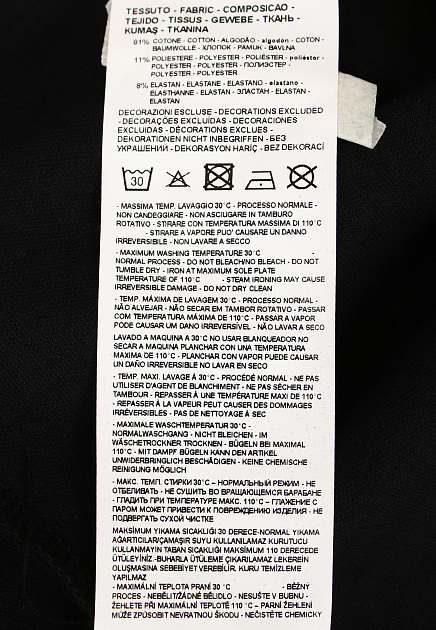 TESSUTO - FABRIC - COMPOSICAO -
TEJIDO - TISSUS - GEWEBE - ТКАНЬ -
KUMAŞ - TKANINA
61% COTONE - COTTON - ALGODÃO - algodón - COTON -
BAUMWOLLE - ХЛОПОК - PAMUK - BAVLNA
11% POLIESTERE - POLYESTER - POLIÉSTER - poliéster -
POLYESTER - POLYESTER - ПОЛИЭСТЕР -
POLYESTER - POLYESTER
8% ELASTAN - ELASTANE - ELASTANO - elastano -
ELASTHANNE - ELASTAN - ЭЛАСТАН - ELASTAN -
ELASTAN
DECORAZIONI ESCLUSE - DECORATIONS EXCLUDED
- DECORAÇÕES EXCLUÍDAS - DECORACIONES
EXCLUIDAS - DÉCORATIONS EXCLUES -
DEKORATIONEN NICHT INBEGRIFFEN - БЕЗ
УКРАШЕНИЙ - DEKORASYON HARİÇ - BEZ DEKORACÍ
30
- MASSIMA TEMP. LAVAGGIO 30°C - PROCESSO NORMALE -
NON CANDEGGIARE - NON ASCIUGARE IN TAMBURO
ROTATIVO - STIRARE CON TEMPERATURA MASSIMA DI 110°C
- STIRARE A VAPORE PUO' CAUSARE UN DANNO
IRREVERSIBILE - NON LAVARE A SECCO
- MAXIMUM WASHING TEMPERATURE 30°C -
NORMAL PROCESS - DO NOT BLEACH/NO BLEACH - DO NOT
TUMBLE DRY - IRON AT MAXIMUM SOLE PLATE
TEMPERATURE OF 110°C - STEAM IRONING MAY CAUSE
IRREVERSIBLE DAMAGE - DO NOT DRY CLEAN
- TEMP. MÁXIMA DE LAVAGEM 30°C - PROCESSO NORMAL -
NÃO ALVEJAR - NÃO SECAR EM TAMBOR ROTATIVO - PASSAR
COM TEMPERATURA MÁXIMA DE 110°C - PASSAR A VAPOR
PODE CAUSAR UM DANO IRREVERSÍVEL - NÃO LAVAR A SECO
LAVADO A MAQUINA A 30°C NO USAR BLANQUEADOR NO
SECAR A MAQUINA PLANCHAR CON UNA TEMPERATURA
MAXIMA DE 110°C - PLANCHAR CON VAPOR PUEDE CAUSAR
UN DAÑO IRREVERSIBLE NO LAVAR EN SECO
- TEMP. MAXI. LAVAGE Á 30°C - PROCÉDÉ NORMAL - NE PAS
UTILISER D'AGENT DE BLANCHIMENT - NE PAS SÉCHER EN
TAMBOUR - REPASSER À UNE TEMPÉRATURE MAXI DE 110°C
- REPASSER À LA VAPEUR PEUT CAUSER DES DOMMAGES
IRRÉVERSIBLES - PAS DE NETTOYAGE Á SEC
- MAXIMALE WASCHTEMPERATUR 30°C -
NORMALWASCHGANG - NICHT BLEICHEN - IM
WÄSCHETROCKNER TROCKNEN - BÜGELN BEI MAXIMAL
110°C - MIT DAMPF BÜGELN KANN DEN ARTIKEL
UNWIDERBRINGLICH BESCHÄDIGEN - KEINE CHEMISCHE
REINIGUNG MÖGLICH
- МАКС. ТЕМП. СТИРКИ 30°C – НОРМАЛЬНЫЙ РЕЖИМ - НЕ
ОТБЕЛИВАТЬ - НЕ СУШИТЬ ВО ВРАЩАЮЩЕМСЯ БАРАБАНЕ
- ГЛАДИТЬ ПРИ ТЕМПЕРАТУРЕ МАКС. 110°C – ГЛАЖЕНИЕ С
ПАРОМ МОЖЕТ ПРИВЕСТИ К ПОВРЕЖДЕНИЮ ИЗДЕЛИЯ - НЕ
ПОДВЕРГАТЬ СУХОЙ ЧИСТКЕ
MAKSİMUM YIKAMA SICAKLIĞI 30 DERECE-NORMAL YIKAMA
AĞARTICILAR/ÇAMAŞIR SUYU KULLANILAMAZ KURUTUCU
KULLANMAYIN TABAN SICAKLIĞI MAKSİMUM 110 DERECEDE
ÜTÜLEYİNİZ -BUHARLA ÜTÜLEME ÇIKARILAMAZ LEKERELİN
OLUŞMASINA SEBEBİYET VEREBİLİR. KURU TEMİZLEME
YAPILMAZ
- MAXIMÁLNÍ TEPLOTA PRANÍ 30°C - BĚŽNÝ
PROCES - NEBĚLIT/ŽÁDNÉ BĚLIDLO - NESUŠTE V BUBNU -
ŽEHLETE PŘI MAXIMÁLNÍ TEPLOTĚ 110°C – PARNÍ ŽEHLENÍ
MŮŽE ZPŮSOBIT NEVRATNOU ŠKODU - NEČISTĚTE CHEMICKY